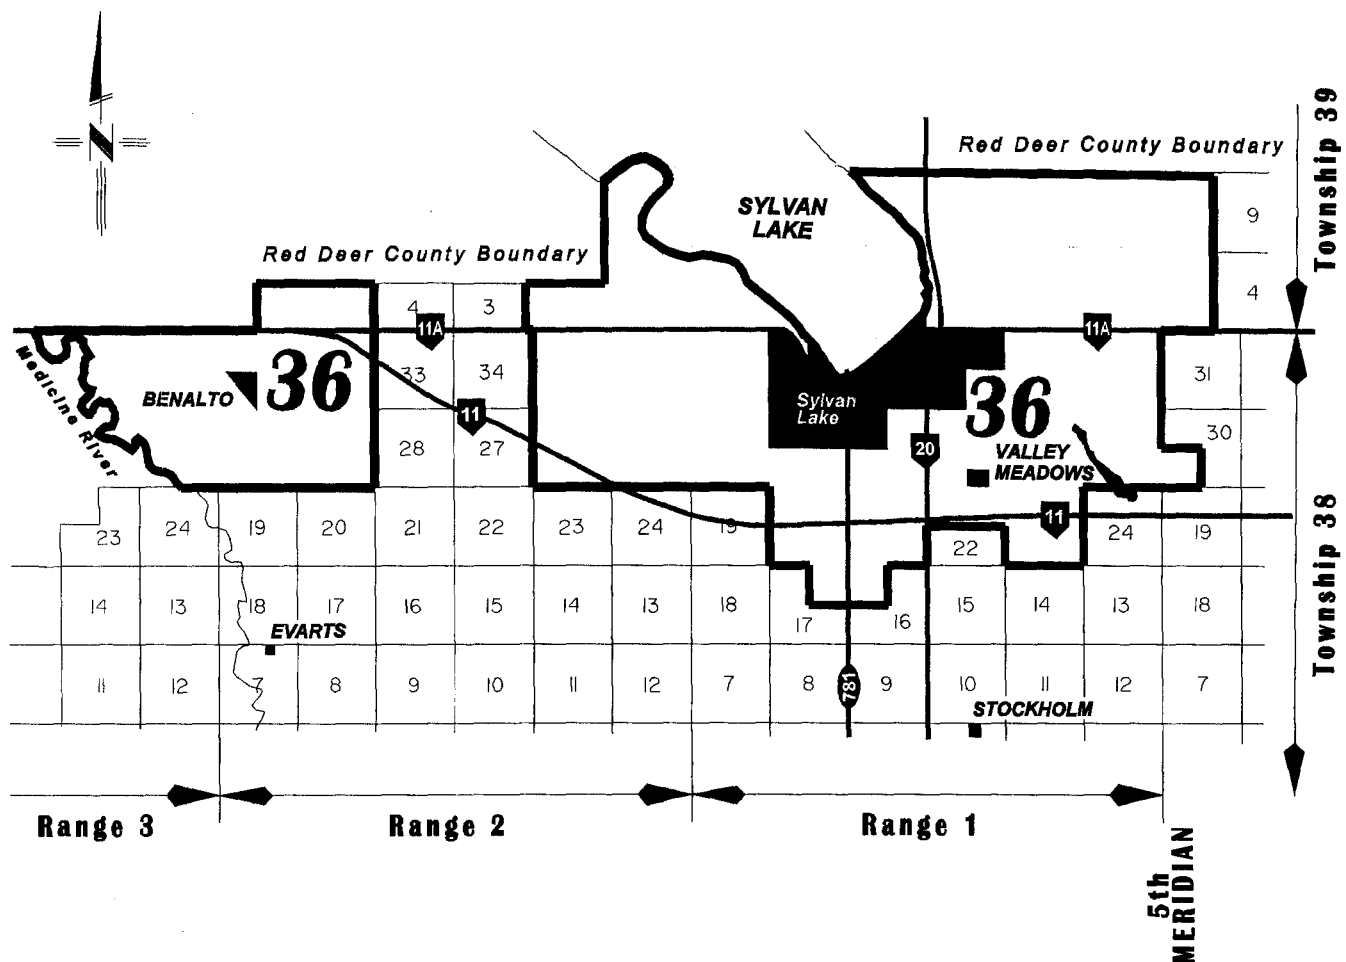 N
Township 39
Red Deer County Boundary
SYLVAN
LAKE
9
Red Deer County Boundary
4
3
4
11A
11A
Medicine River
BENALTO
36
33
34
Sylvan
Lake
36
31
11
28
27
20
VALLEY
MEADOWS
30
23
24
19
20
21
22
23
24
19
22
11
24
19
14
13
18
17
16
15
14
13
18
17
16
15
14
13
18
EVARTS
11
12
7
8
9
10
11
12
7
8
781
9
10
11
12
7
STOCKHOLM
Township 38
Range 3
Range 2
Range 1
5th
MERIDIAN